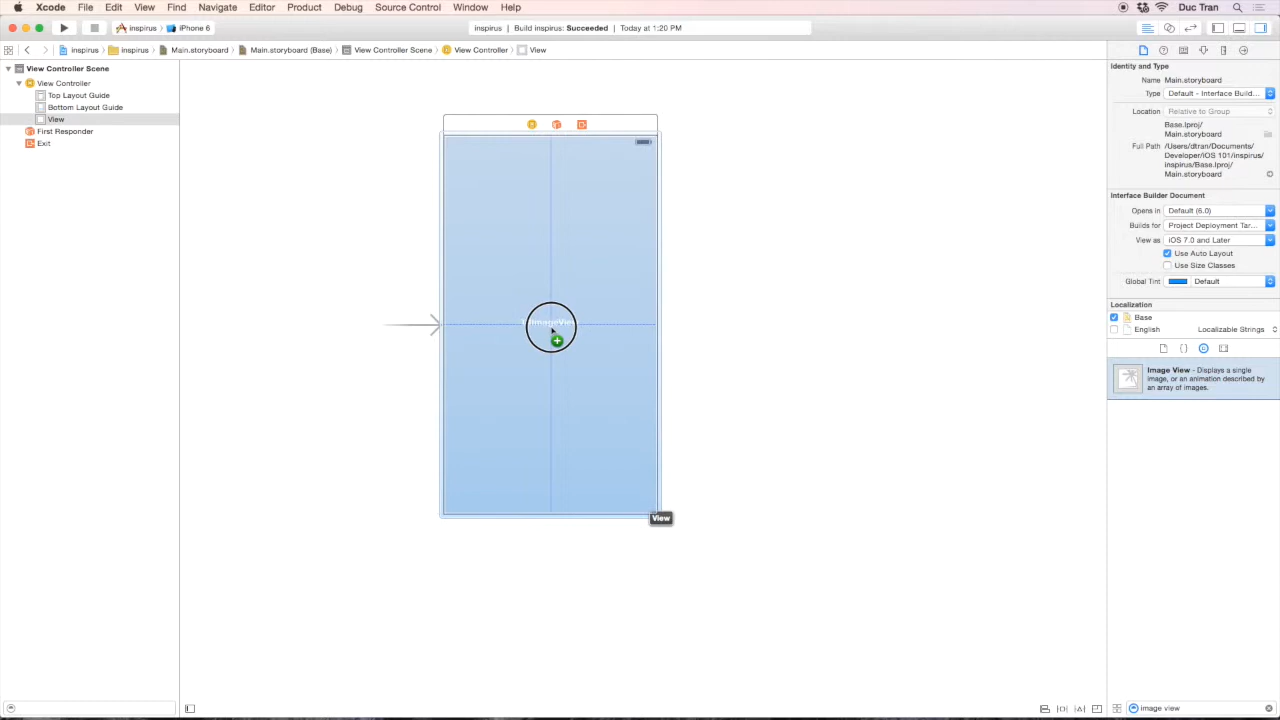 Xcode File Edit View Find Navigate Editor Product Debug Source Control Window Help Duc Tran
inspirus iPhone 6 inspirus | Build inspirus: Succeeded | Today at 1:20 PM
inspirus inspirus Main.storyboard Main.storyboard (Base) View Controller Scene View Controller View
View Controller Scene
View Controller
Top Layout Guide
Bottom Layout Guide
View
First Responder
Exit
View
Identity and Type
Name Main.storyboard
Type Default - Interface Build...
Location Relative to Group
Base.lproj/
Main.storyboard
Full Path /Users/dtran/Documents/
Developer/iOS 101/inspirus/
inspirus/Base.lproj/
Main.storyboard
Interface Builder Document
Opens in Default (6.0)
Builds for Project Deployment Tar...
View as iOS 7.0 and Later
Use Auto Layout
Use Size Classes
Global Tint Default
Localization
Base
English Localizable Strings
Image View - Displays a single
image, or an animation described by
an array of images.
image view